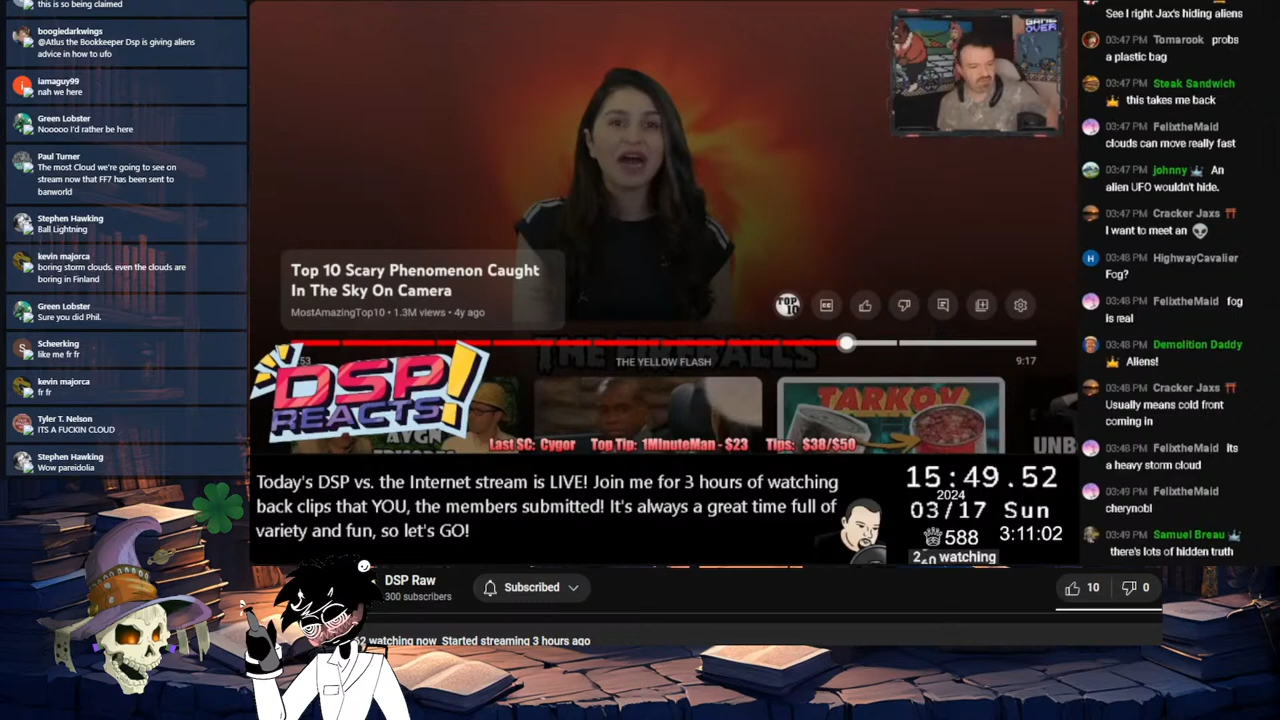 this is so being claimed
boogiedarkwings
@Atlus the Bookkeeper Dsp is giving aliens
advice in how to ufo
iamaguy99
nah we here
Green Lobster
Nooooo I'd rather be here
Paul Turner
The most Cloud we're going to see on
stream now that FF7 has been sent to
banworld
Stephen Hawking
Ball Lightning
kevin majorca
boring storm clouds. even the clouds are
boring in Finland
Green Lobster
Sure you did Phil.
Scheerking
like me fr fr
kevin majorca
fr fr
Tyler T. Nelson
ITS A FUCKIN CLOUD
Stephen Hawking
Wow pareidolia
GAME
OVER
Top 10 Scary Phenomenon Caught
In The Sky On Camera
MostAmazingTop10 • 1.3M views • 4y ago
TOP
10
CC
THE FIREBALLS
53
THE YELLOW FLASH
9:17
DSP
REACTS!
AVGN
EPISODES
TARKOV
UNB
Last SC: Cygor Top Tip: 1MInuteMan - $23 Tips: $38/$50
Today's DSP vs. the Internet stream is LIVE! Join me for 3 hours of watching
back clips that YOU, the members submitted! It's always a great time full of
variety and fun, so let's GO!
15:49.52
2024
03/17 Sun
588
3:11:02
watching
DSP Raw
300 subscribers
Subscribed
10
0
watching now Started streaming 3 hours ago
See I right Jax's hiding aliens
03:47 PM Tomarook probs
a plastic bag
03:47 PM Steak Sandwich
this takes me back
03:47 PM FelixtheMaid
clouds can move really fast
03:47 PM johnny An
alien UFO wouldn't hide.
03:47 PM Cracker Jaxs
I want to meet an
03:48 PM HighwayCavalier
Fog?
03:48 PM FelixtheMaid fog
is real
03:48 PM Demolition Daddy
Aliens!
03:48 PM Cracker Jaxs
Usually means cold front
coming in
03:48 PM FelixtheMaid its
a heavy storm cloud
03:49 PM FelixtheMaid
cherynobl
03:49 PM Samuel Breau
there's lots of hidden truth